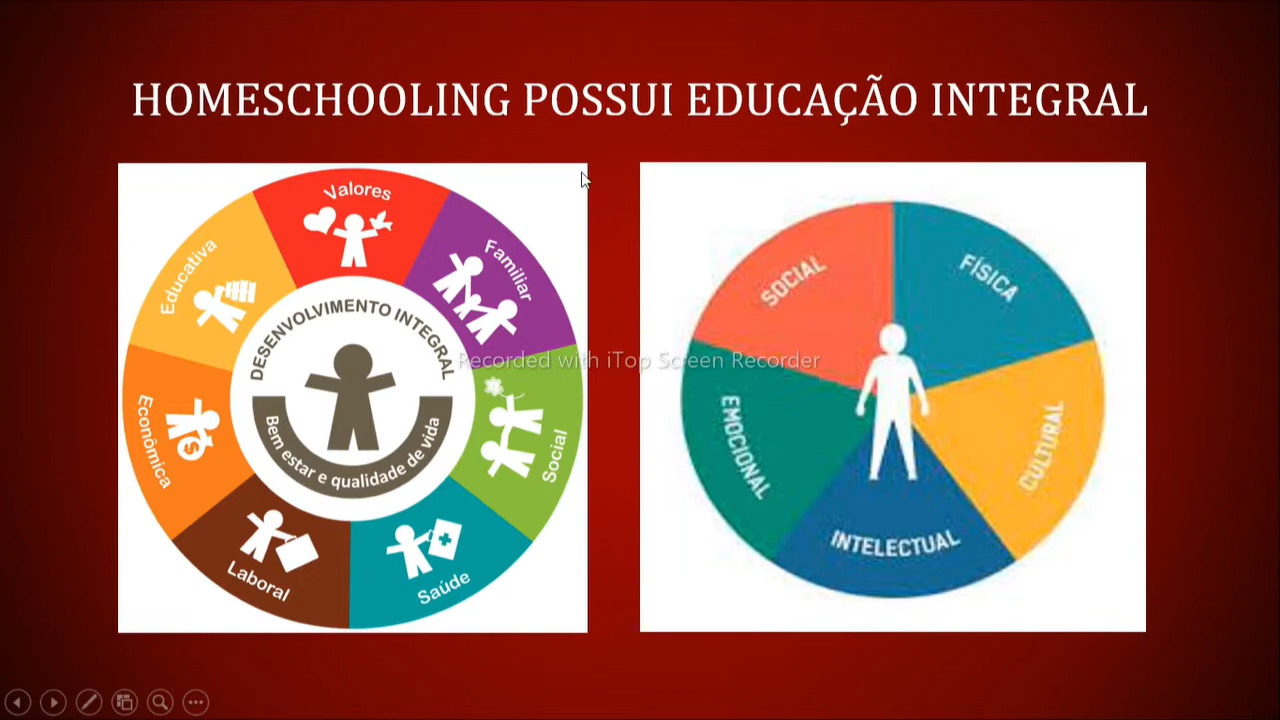 HOMESCHOOLING POSSUI EDUCAÇÃO INTEGRAL
Valores
Familiar
Social
Saúde
Laboral
Econômica
Educativa
DESENVOLVIMENTO INTEGRAL
Bem estar e qualidade de vida
Recorded with iTop Screen Recorder
SOCIAL
FÍSICA
CULTURAL
INTELECTUAL
EMOCIONAL